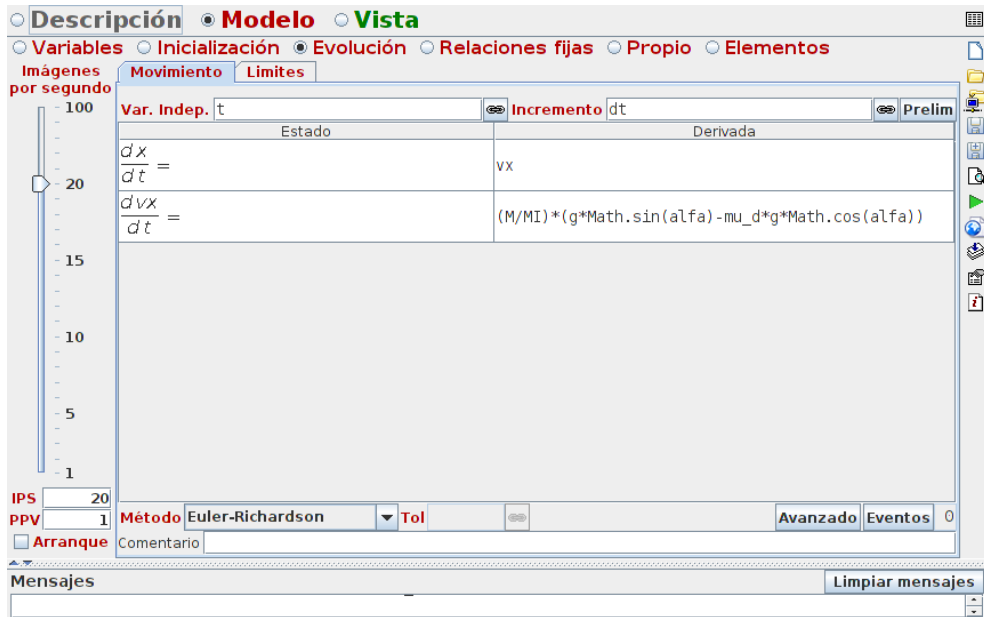 Descripción Modelo Vista
Variables Inicialización Evolución Relaciones fijas Propio Elementos
Imágenes por segundo
Movimiento Limites
Var. Indep. t Incremento dt Prelim
Estado Derivada
dx/dt = vx
dvx/dt = (M/MI)*(g*Math.sin(alfa)-mu_d*g*Math.cos(alfa))
100
20
15
10
5
1
IPS 20
PPV 1
Arranque
Método Euler-Richardson Tol Avanzado Eventos 0
Comentario
Mensajes Limpiar mensajes